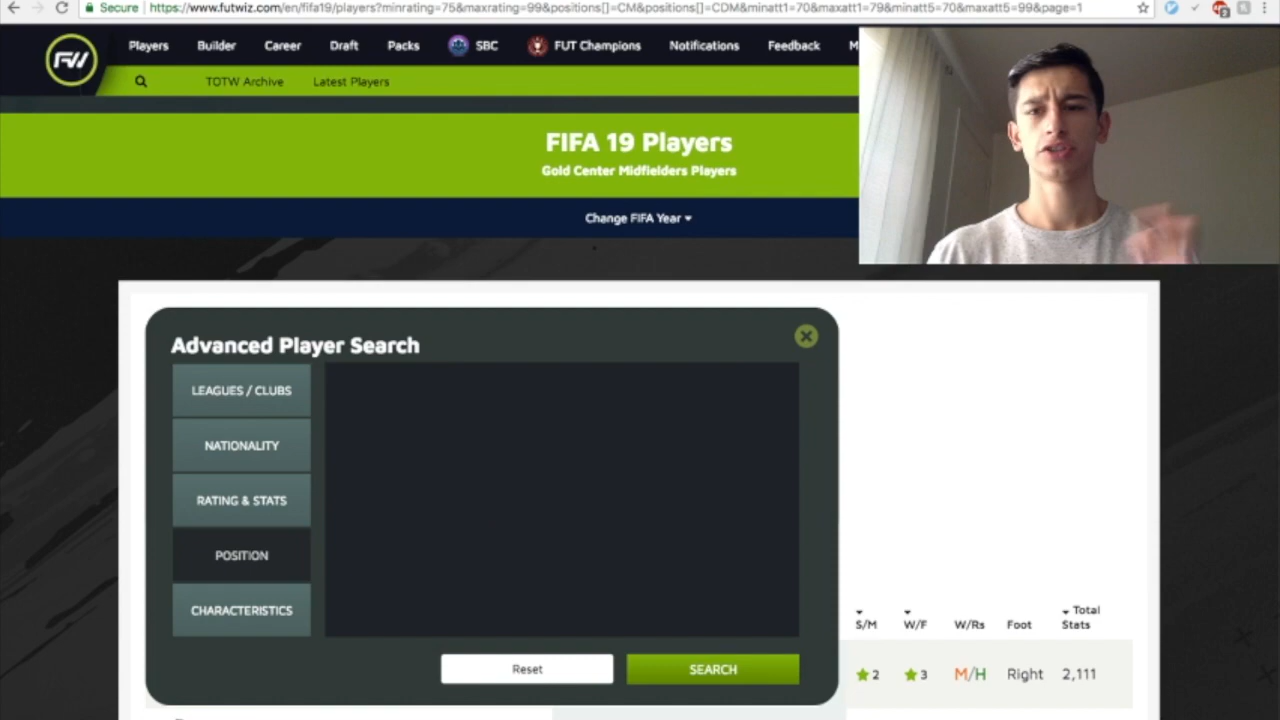 Secure https://www.futwiz.com/en/fifa19/players?minrating=75&maxrating=99&positions[]=CM&positions[]=CDM&minatt1=70&maxatt1=79&minatt5=70&maxatt5=99&page=1
FW
Players Builder Career Draft Packs SBC FUT Champions Notifications Feedback M
TOTW Archive Latest Players
FIFA 19 Players
Gold Center Midfielders Players
Change FIFA Year
Advanced Player Search
LEAGUES / CLUBS
NATIONALITY
RATING & STATS
POSITION
CHARACTERISTICS
Reset SEARCH
S/M W/F W/Rs Foot Total Stats
2 3 M/H Right 2,111